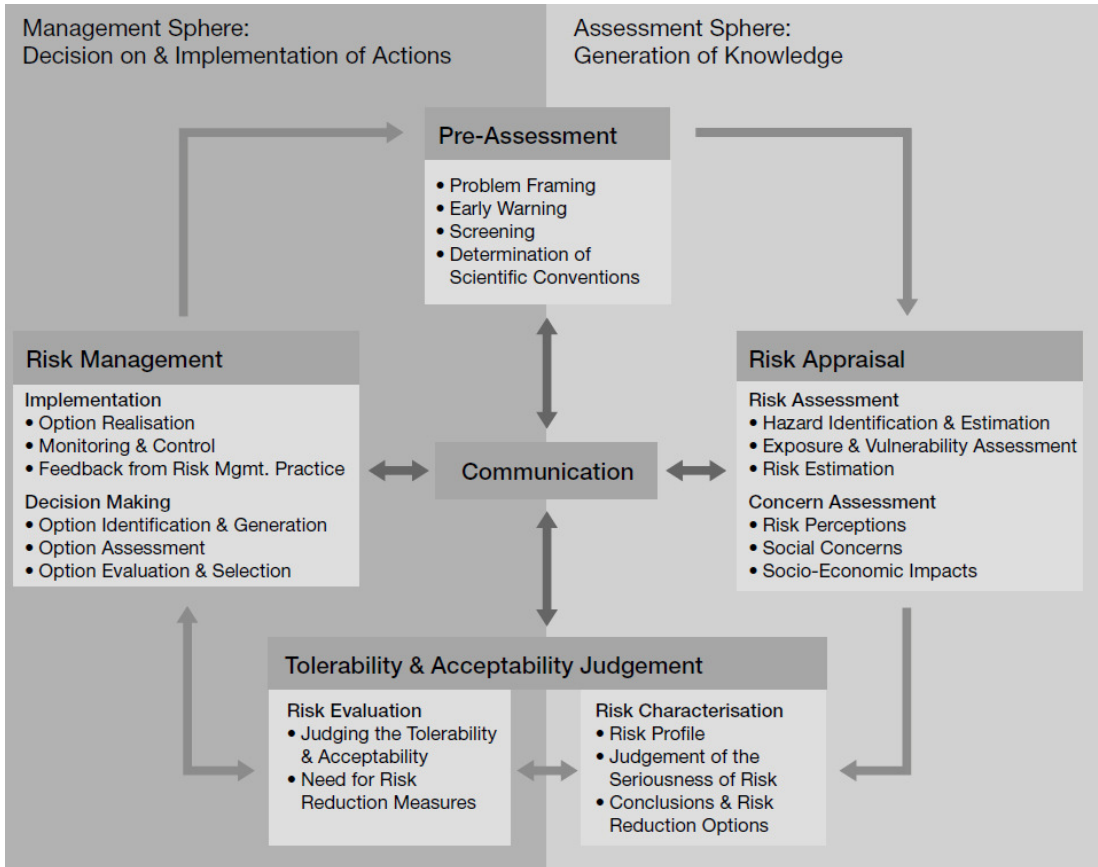 Management Sphere:
Decision on & Implementation of Actions
Assessment Sphere:
Generation of Knowledge
Pre-Assessment
• Problem Framing
• Early Warning
• Screening
• Determination of
Scientific Conventions
Risk Management
Implementation
• Option Realisation
• Monitoring & Control
• Feedback from Risk Mgmt. Practice
Decision Making
• Option Identification & Generation
• Option Assessment
• Option Evaluation & Selection
Communication
Risk Appraisal
Risk Assessment
• Hazard Identification & Estimation
• Exposure & Vulnerability Assessment
• Risk Estimation
Concern Assessment
• Risk Perceptions
• Social Concerns
• Socio-Economic Impacts
Tolerability & Acceptability Judgement
Risk Evaluation
• Judging the Tolerability
& Acceptability
• Need for Risk
Reduction Measures
Risk Characterisation
• Risk Profile
• Judgement of the
Seriousness of Risk
• Conclusions & Risk
Reduction Options